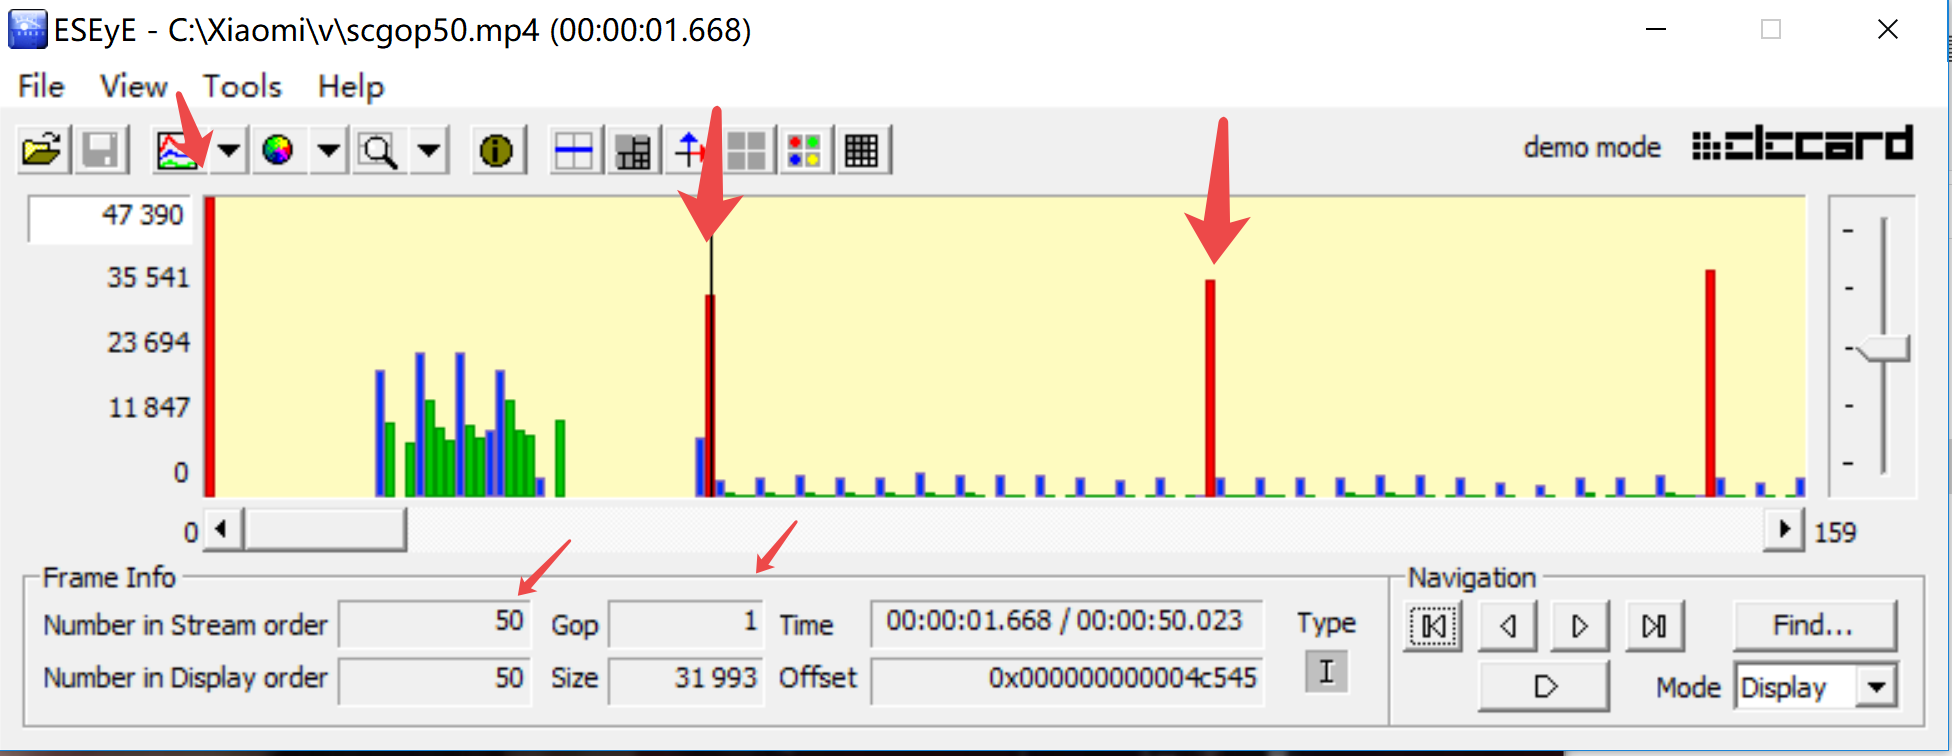 ESEyE - C:\Xiaomi\v\scgop50.mp4 (00:00:01.668)
File View Tools Help
demo mode elecard
47 390
35 541
23 694
11 847
0
0 159
Frame Info
Number in Stream order 50 Gop 1 Time 00:00:01.668 / 00:00:50.023 Type
Number in Display order 50 Size 31 993 Offset 0x000000000004c545 I
Navigation
Find...
Mode Display